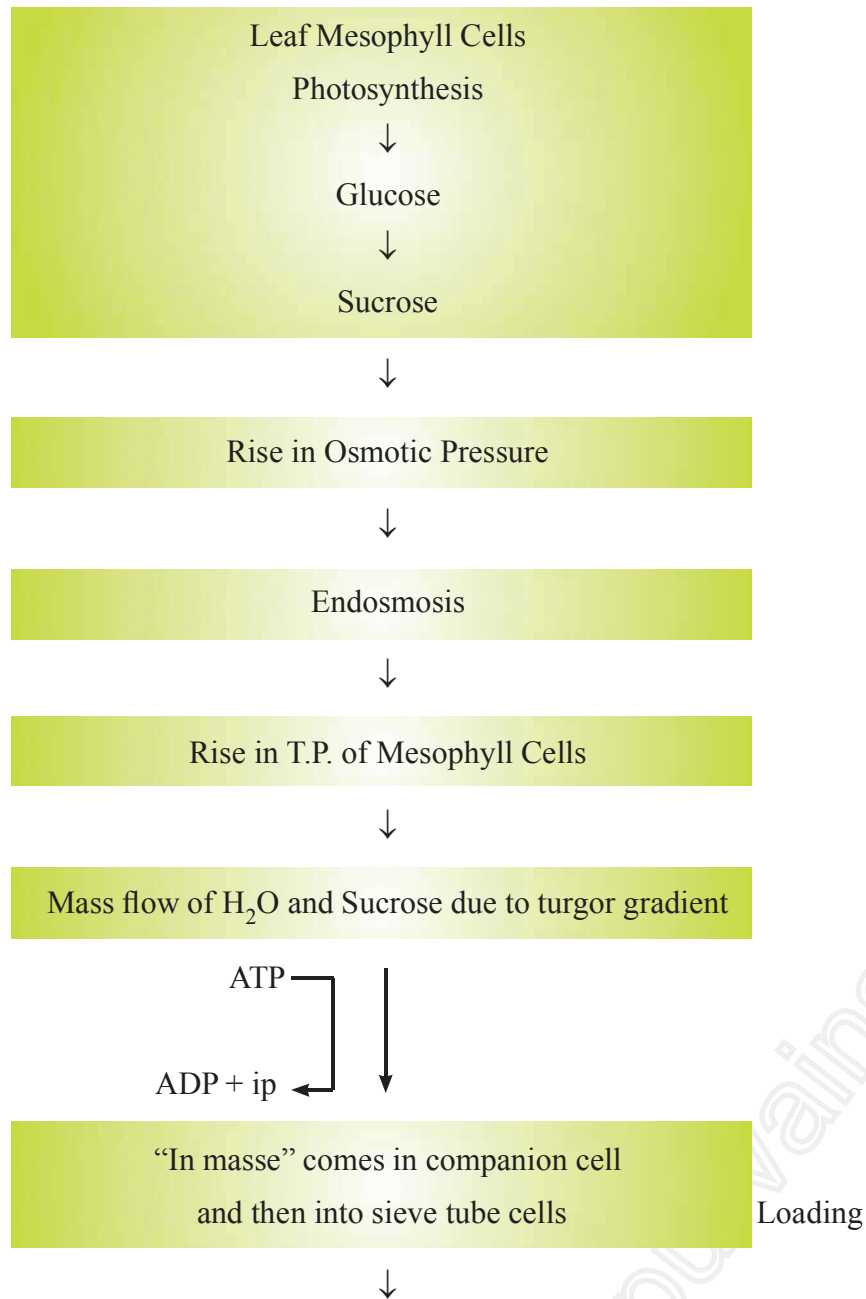 Leaf Mesophyll Cells
Photosynthesis
↓
Glucose
↓
Sucrose
↓
Rise in Osmotic Pressure
↓
Endosmosis
↓
Rise in T.P. of Mesophyll Cells
↓
Mass flow of H₂O and Sucrose due to turgor gradient
ATP
ADP + ip
“In masse” comes in companion cell
and then into sieve tube cells
Loading
↓